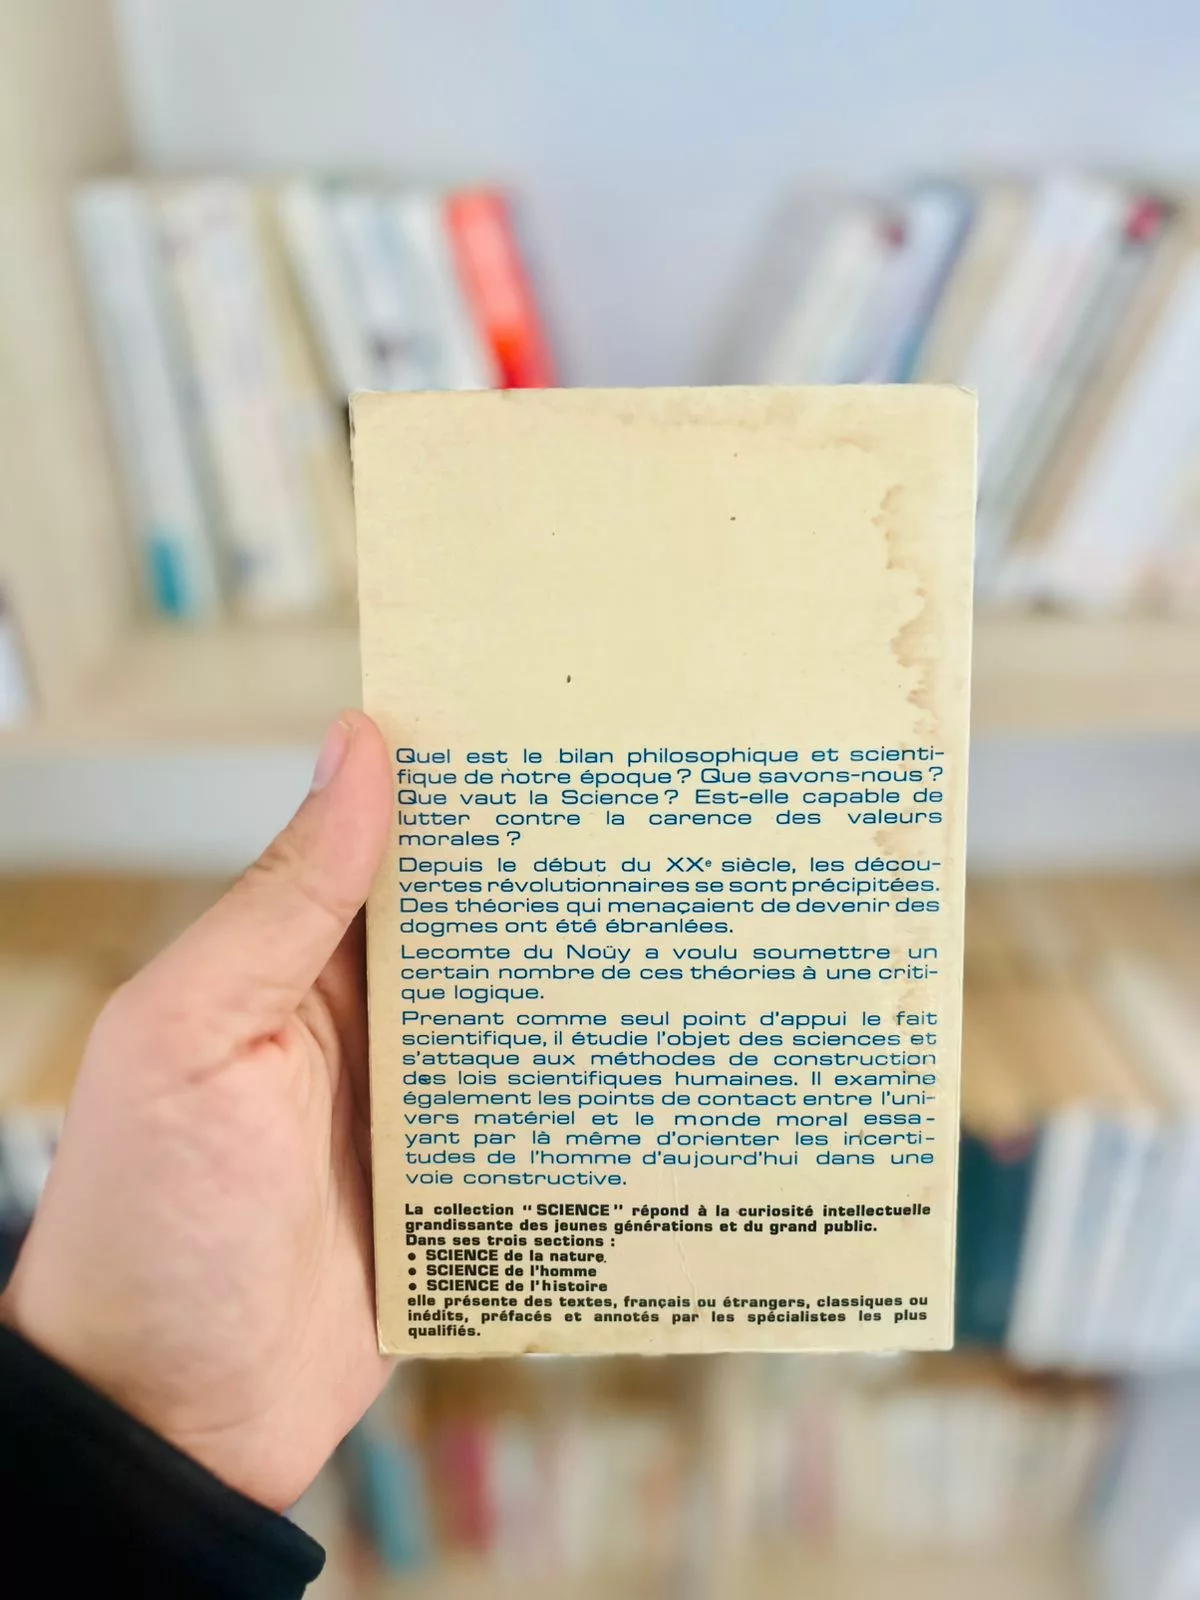 Quel est le bilan philosophique et scienti-
fique de notre époque ? Que savons-nous ?
Que vaut la Science ? Est-elle capable de
lutter contre la carence des valeurs
morales ?
Depuis le début du XXe siècle, les décou-
vertes révolutionnaires se sont précipitées.
Des théories qui menaçaient de devenir des
dogmes ont été ébranlées.
Lecomte du Noüy a voulu soumettre un
certain nombre de ces théories à une criti-
que logique.
Prenant comme seul point d'appui le fait
scientifique, il étudie l'objet des sciences et
s'attaque aux méthodes de construction
des lois scientifiques humaines. Il examine
également les points de contact entre l'uni-
vers matériel et le monde moral essa-
yant par là même d'orienter les incerti-
tudes de l'homme d'aujourd'hui dans une
voie constructive.
La collection " SCIENCE " répond à la curiosité intellectuelle
grandissante des jeunes générations et du grand public.
Dans ses trois sections :
• SCIENCE de la nature
• SCIENCE de l'homme
• SCIENCE de l'histoire
elle présente des textes, français ou étrangers, classiques ou
inédits, préfacés et annotés par les spécialistes les plus
qualifiés.